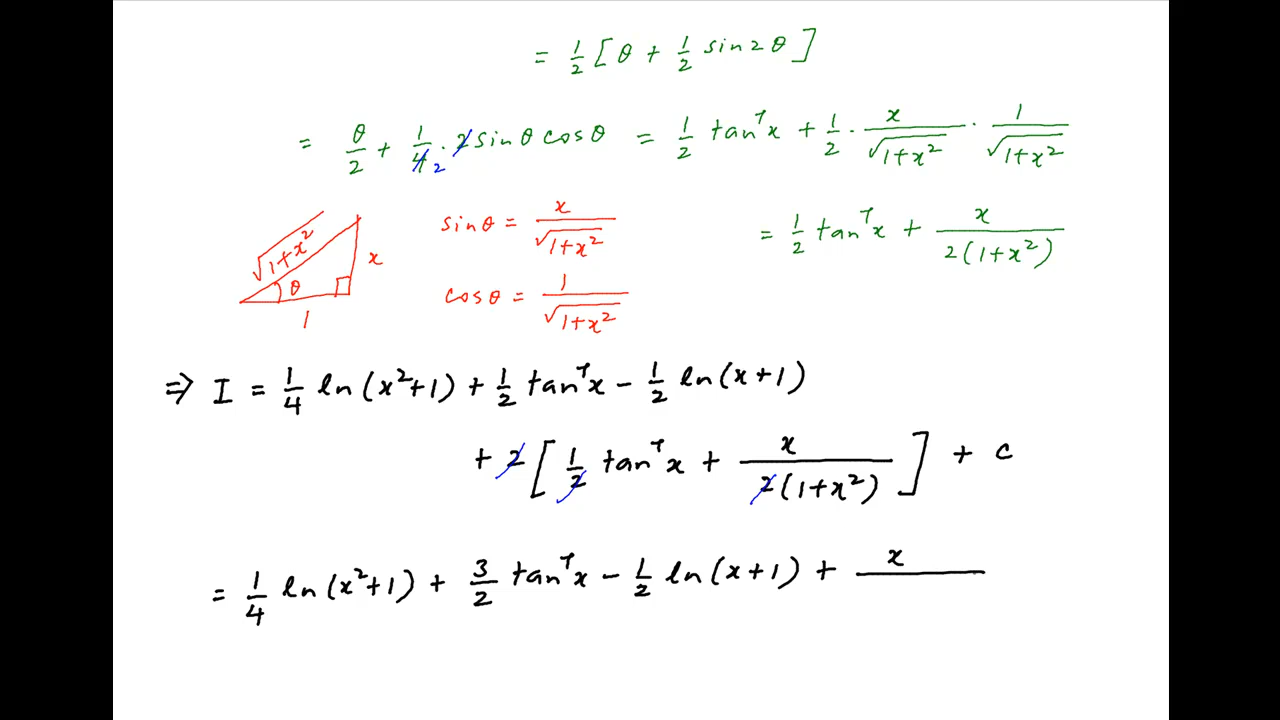 = 1/2 [θ + 1/2 sin2θ]
= θ/2 + 1/4 2 · 2 sinθ cosθ = 1/2 tan⁻¹x + 1/2 · x/√(1+x²) · 1/√(1+x²)
√(1+x²) θ x 1
sinθ = x/√(1+x²)
cosθ = 1/√(1+x²)
= 1/2 tan⁻¹x + x/2(1+x²)
⇒ I = 1/4 ln(x²+1) + 1/2 tan⁻¹x − 1/2 ln(x+1)
+ 2 [1/2 tan⁻¹x + x/2(1+x²)] + c
= 1/4 ln(x²+1) + 3/2 tan⁻¹x − 1/2 ln(x+1) + x/